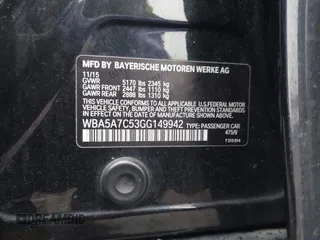 MFD BY BAYERISCHE MOTOREN WERKE AG
11/15
GVWR 5170 lbs 2345 kg
GAWR FRONT 2447 lbs 1110 kg
GAWR REAR 2888 lbs 1310 kg
THIS VEHICLE CONFORMS TO ALL APPLICABLE
U.S. FEDERAL MOTOR VEHICLE
SAFETY, BUMPER, AND THEFT PREVENTION
STANDARDS IN EFFECT ON THE DATE OF
MANUFACTURE SHOWN ABOVE.
WBA5A7C53GG149942 TYPE: PASSENGER CAR
475/9